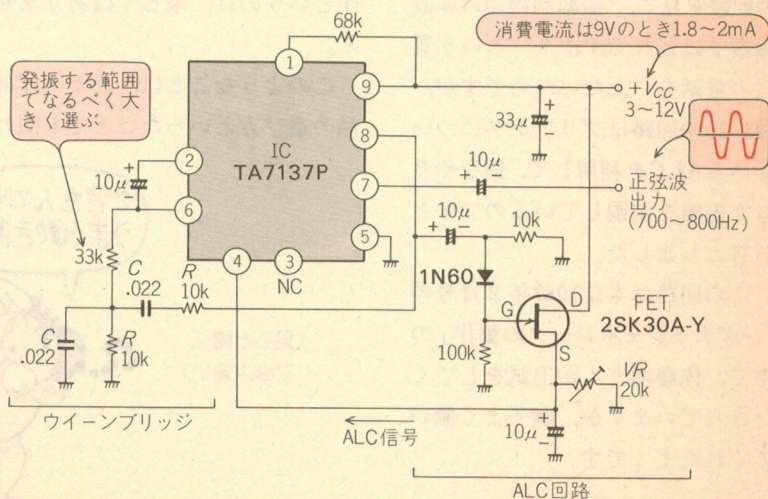 68k
消費電流は9Vのとき1.8~2mA
発振する範囲
でなるべく大
きく選ぶ
1
9
+VCC
3~12V
33μ
+
8
IC
TA7137P
2
10μ
+
−
6
7
10μ
+
正弦波
出力
(700~800Hz)
10μ
+
−
10k
5
33k
4
3
NC
1N60
C
.022
R
10k
G
D
S
FET
2SK30A-Y
C
.022
R
10k
100k
VR
20k
ウイーンブリッジ
ALC信号
10μ
+
−
ALC回路